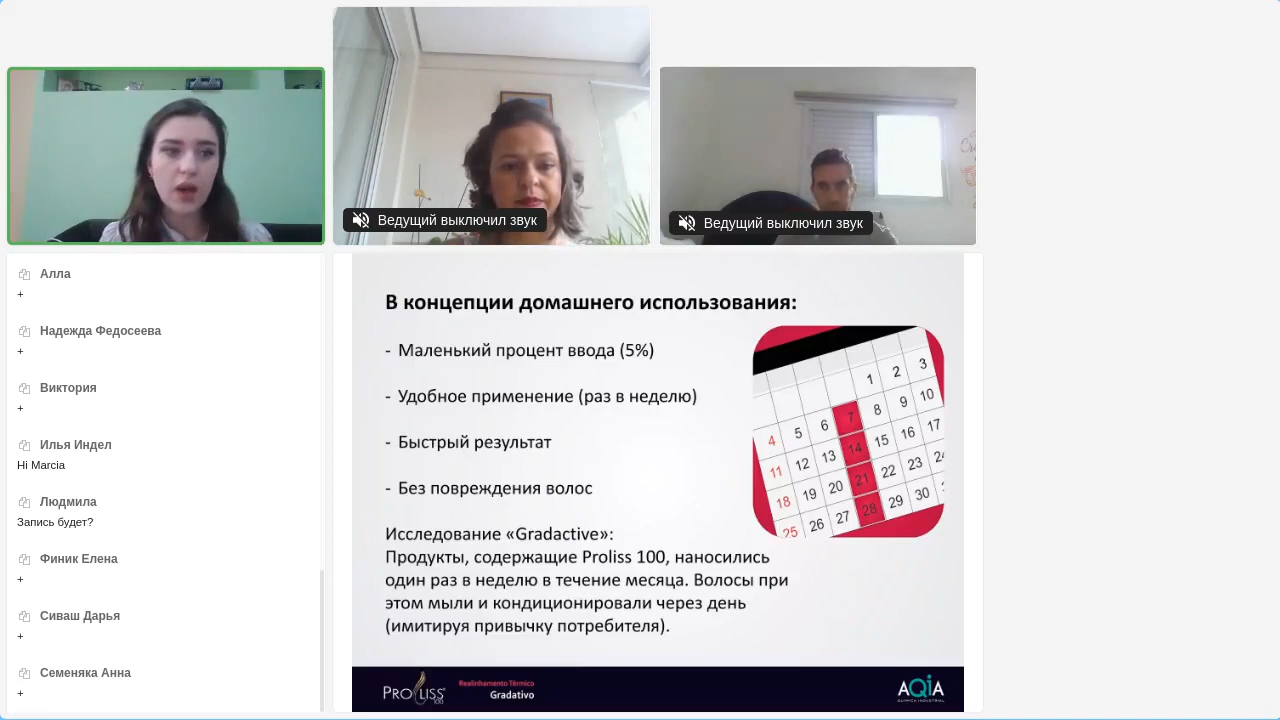 Ведущий выключил звук
Ведущий выключил звук
Алла
+
Надежда Федосеева
+
Виктория
+
Илья Индел
Hi Marcia
Людмила
Запись будет?
Финик Елена
+
Сиваш Дарья
+
Семеняка Анна
+
В концепции домашнего использования:
- Маленький процент ввода (5%)
- Удобное применение (раз в неделю)
- Быстрый результат
- Без повреждения волос
Исследование «Gradactive»:
Продукты, содержащие Proliss 100, наносились
один раз в неделю в течение месяца. Волосы при
этом мыли и кондиционировали через день
(имитируя привычку потребителя).
1 2 3
4 5 6 7 8 9 10
11 12 13 14 15 16 17
18 19 20 21 22 23
25 26 27 28 29 30
PROLISS
100
Realinhamento Térmico
Gradativo
AQIA
QUÍMICA INDUSTRIAL